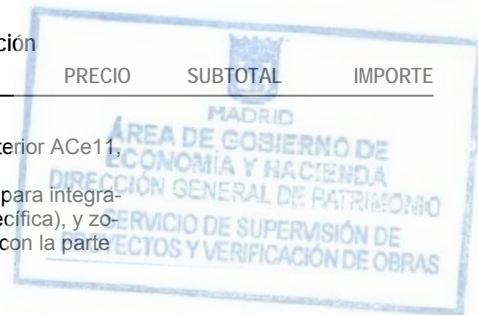 ción
PRECIO SUBTOTAL IMPORTE
MADRID
ÁREA DE GOBIERNO DE
ECONOMÍA Y HACIENDA
DIRECCIÓN GENERAL DE PATRIMONIO
SERVICIO DE SUPERVISIÓN DE
PROYECTOS Y VERIFICACIÓN DE OBRAS
terior ACe11,
para integra-
ecífica), y zo-
con la parte